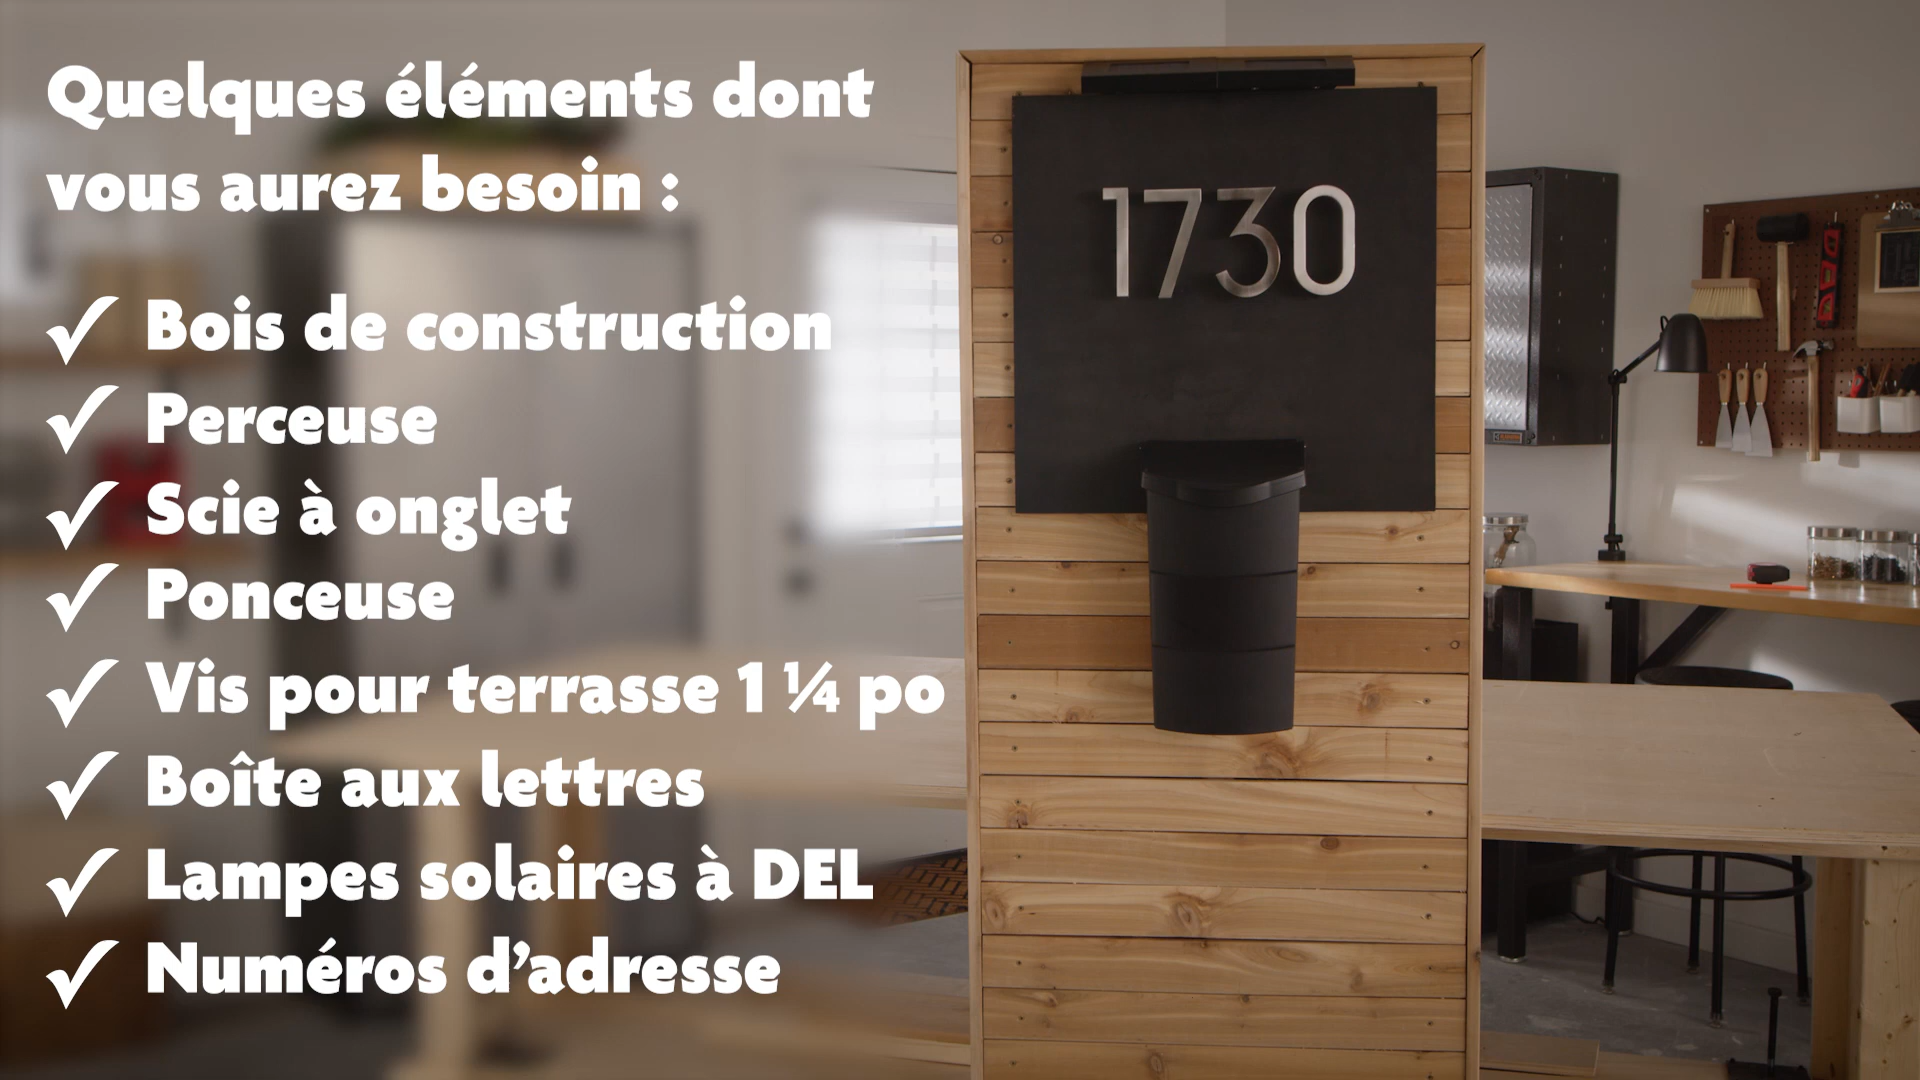 Quelques éléments dont
vous aurez besoin :
✓ Bois de construction
✓ Perceuse
✓ Scie à onglet
✓ Ponceuse
✓ Vis pour terrasse 1 ¼ po
✓ Boîte aux lettres
✓ Lampes solaires à DEL
✓ Numéros d’adresse
1730